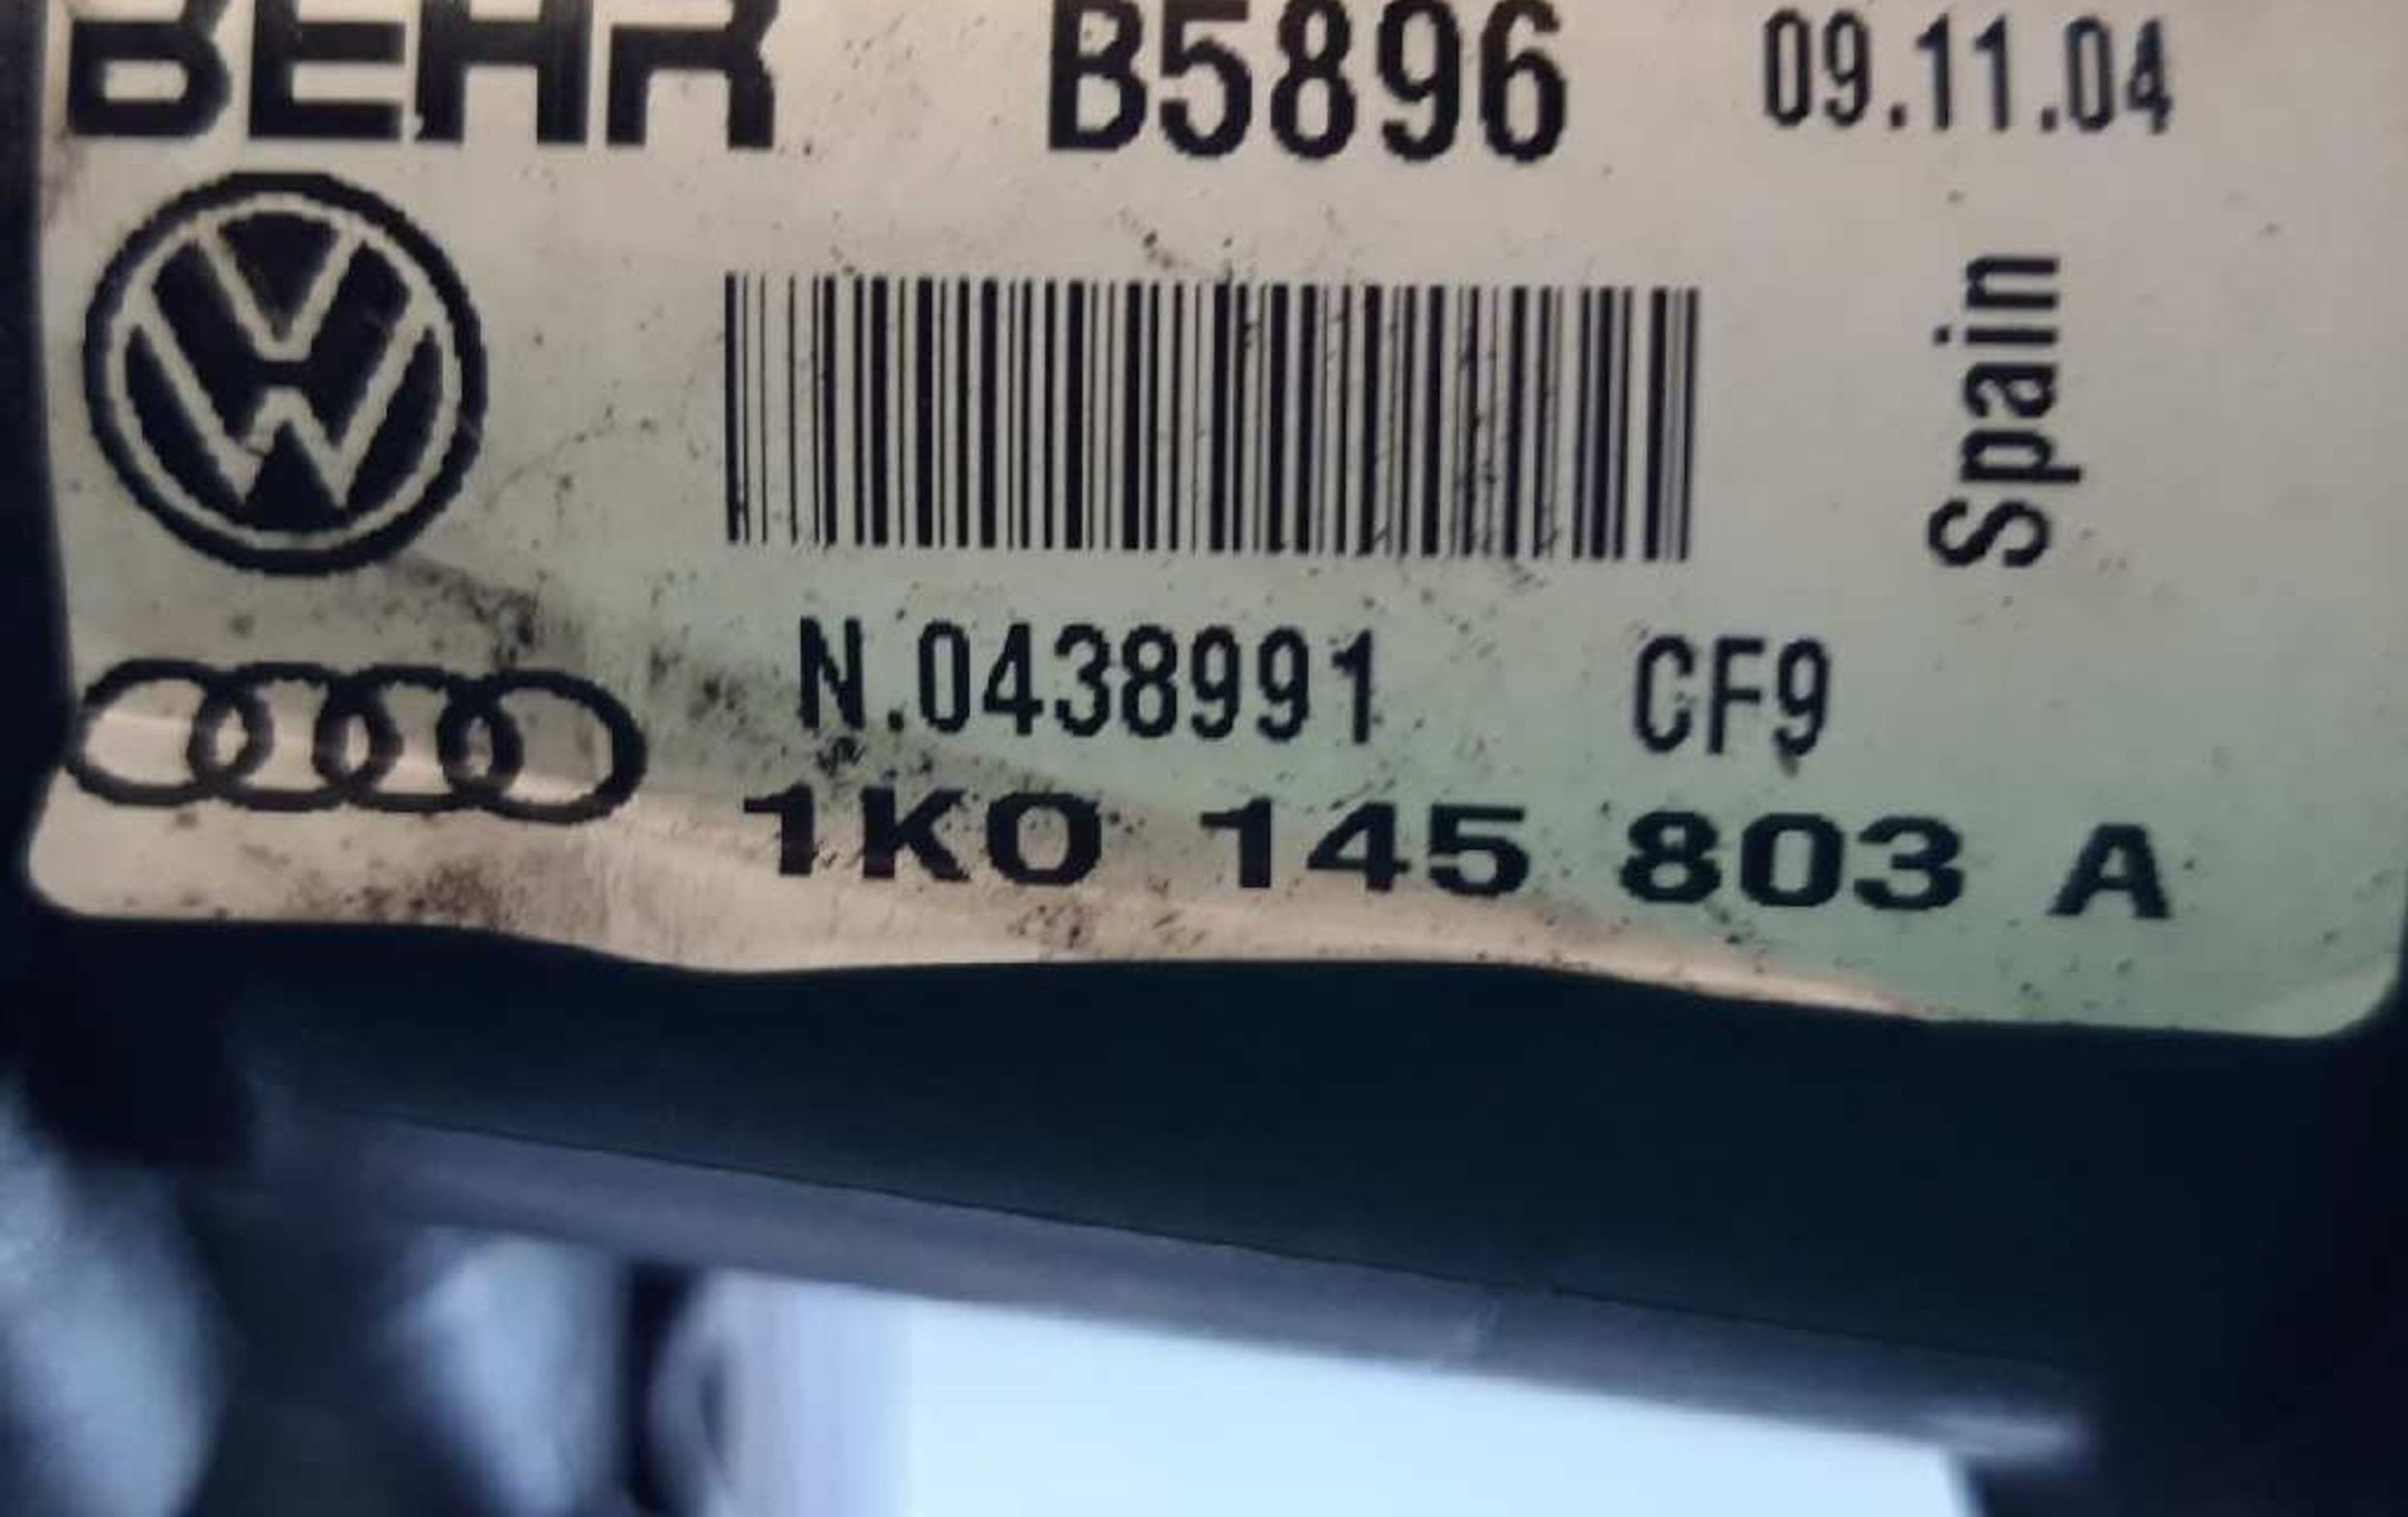 BEHR B5896 09.11.04
Spain
N.0438991 CF9
1K0 145 803 A